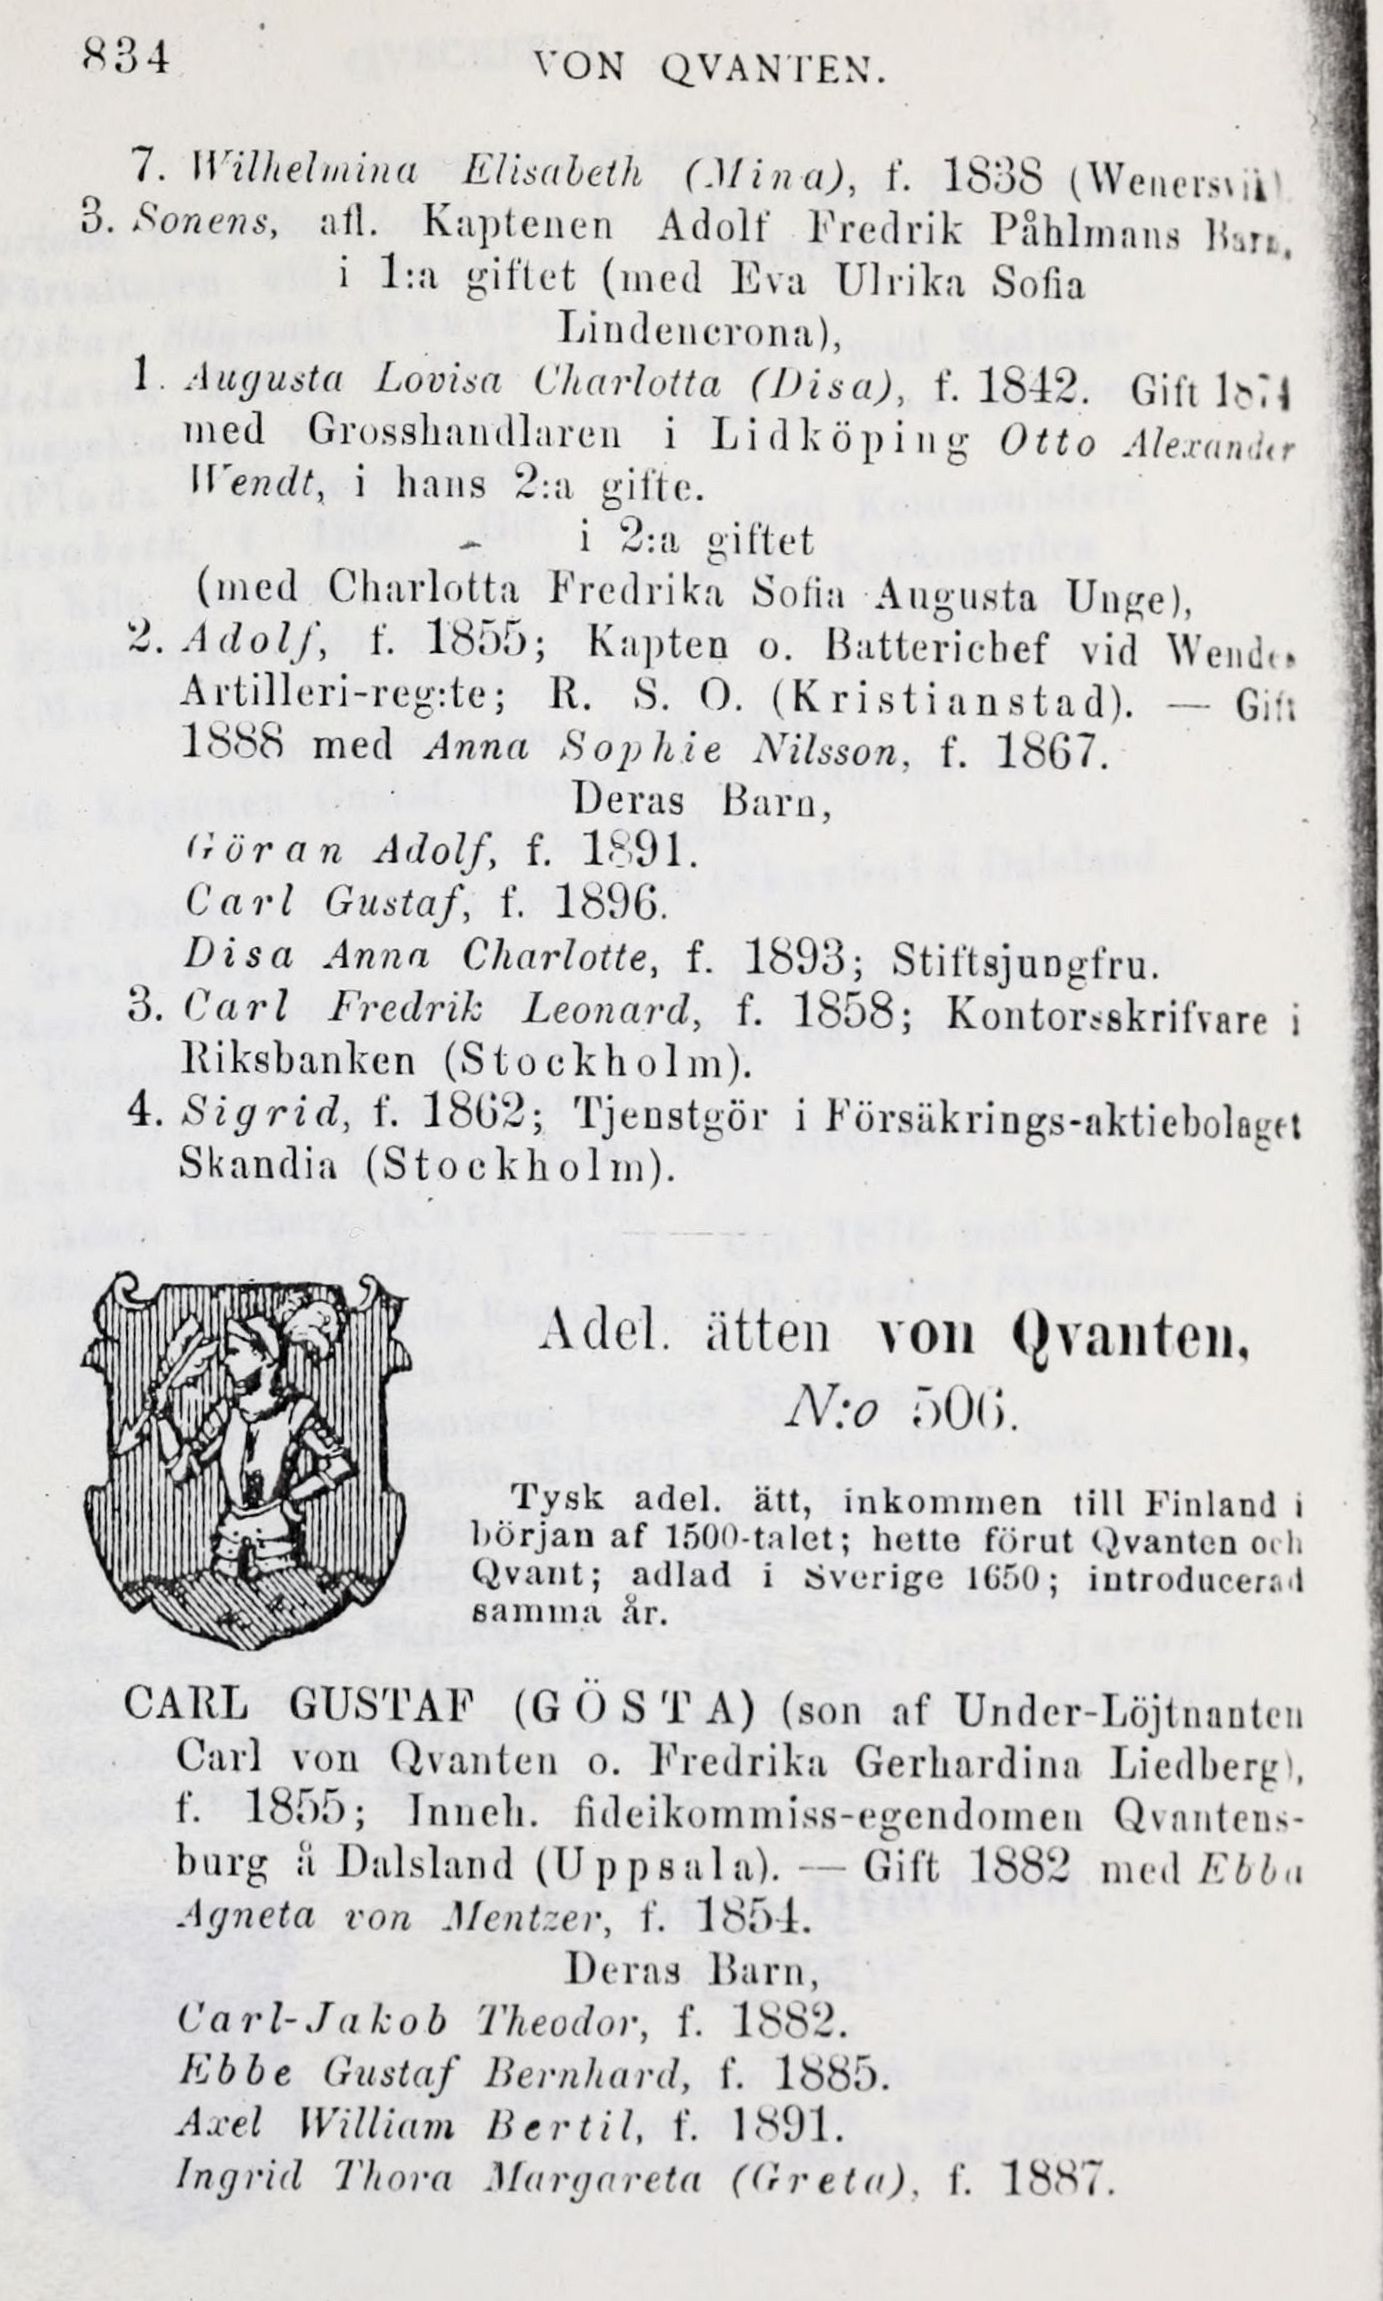 834
VON QVANTEN.
7. Wilhelmina Elisabeth (Mina), f. 1838 (Wenersvik)
3. Sonens, afl. Kaptenen Adolf Fredrik Påhlmans Barn,
i 1:a giftet (med Eva Ulrika Sofia
Lindencrona),
1. Augusta Lovisa Charlotta (Disa), f. 1842. Gift 1874
med Grosshandlaren i Lidköping Otto Alexander
Wendt, i hans 2:a gifte.
i 2:a giftet
(med Charlotta Fredrika Sofia Augusta Unge),
2. Adolf, f. 1855; Kapten o. Batterichef vid Wendes
Artilleri-reg:te; R. S. O. (Kristianstad). — Gift
1888 med Anna Sophie Nilsson, f. 1867.
Deras Barn,
Göran Adolf, f. 1891.
Carl Gustaf, f. 1896.
Disa Anna Charlotte, f. 1893; Stiftsjungfru.
3. Carl Fredrik Leonard, f. 1858; Kontorsskrifvare i
Riksbanken (Stockholm).
4. Sigrid, f. 1862; Tjenstgör i Försäkrings-aktiebolaget
Skandia (Stockholm).
Adel. ätten von Qvanten,
N:o 506.
Tysk adel. ätt, inkommen till Finland i
början af 1500-talet; hette förut Qvanten och
Qvant; adlad i Sverige 1650; introducerad
samma år.
CARL GUSTAF (GÖSTA) (son af Under-Löjtnanten
Carl von Qvanten o. Fredrika Gerhardina Liedberg),
f. 1855; Inneh. fideikommiss-egendomen Qvantens-
burg å Dalsland (Uppsala). — Gift 1882 med Ebba
Agneta von Mentzer, f. 1854.
Deras Barn,
Carl-Jakob Theodor, f. 1882.
Ebbe Gustaf Bernhard, f. 1885.
Axel William Bertil, f. 1891.
Ingrid Thora Margareta (Greta), f. 1887.